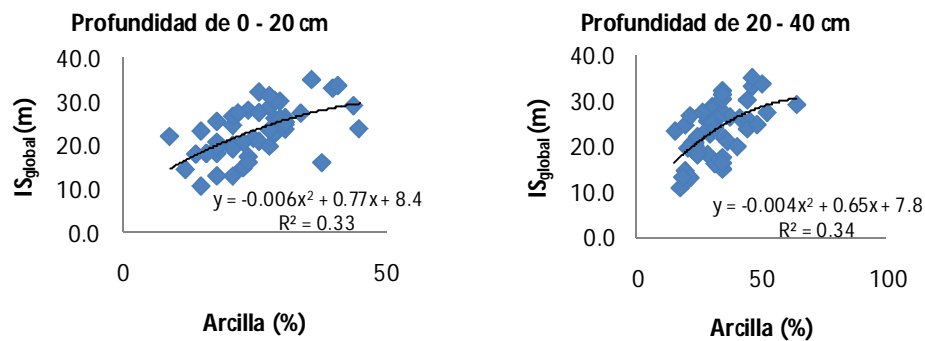 Profundidad de 0 - 20 cm
40.0
30.0
20.0
10.0
0.0
ISglobal (m)
y = -0.006x² + 0.77x + 8.4
R² = 0.33
0
50
Arcilla (%)
Profundidad de 20 - 40 cm
40.0
30.0
20.0
10.0
0.0
ISglobal (m)
y = -0.004x² + 0.65x + 7.8
R² = 0.34
0
50
100
Arcilla (%)